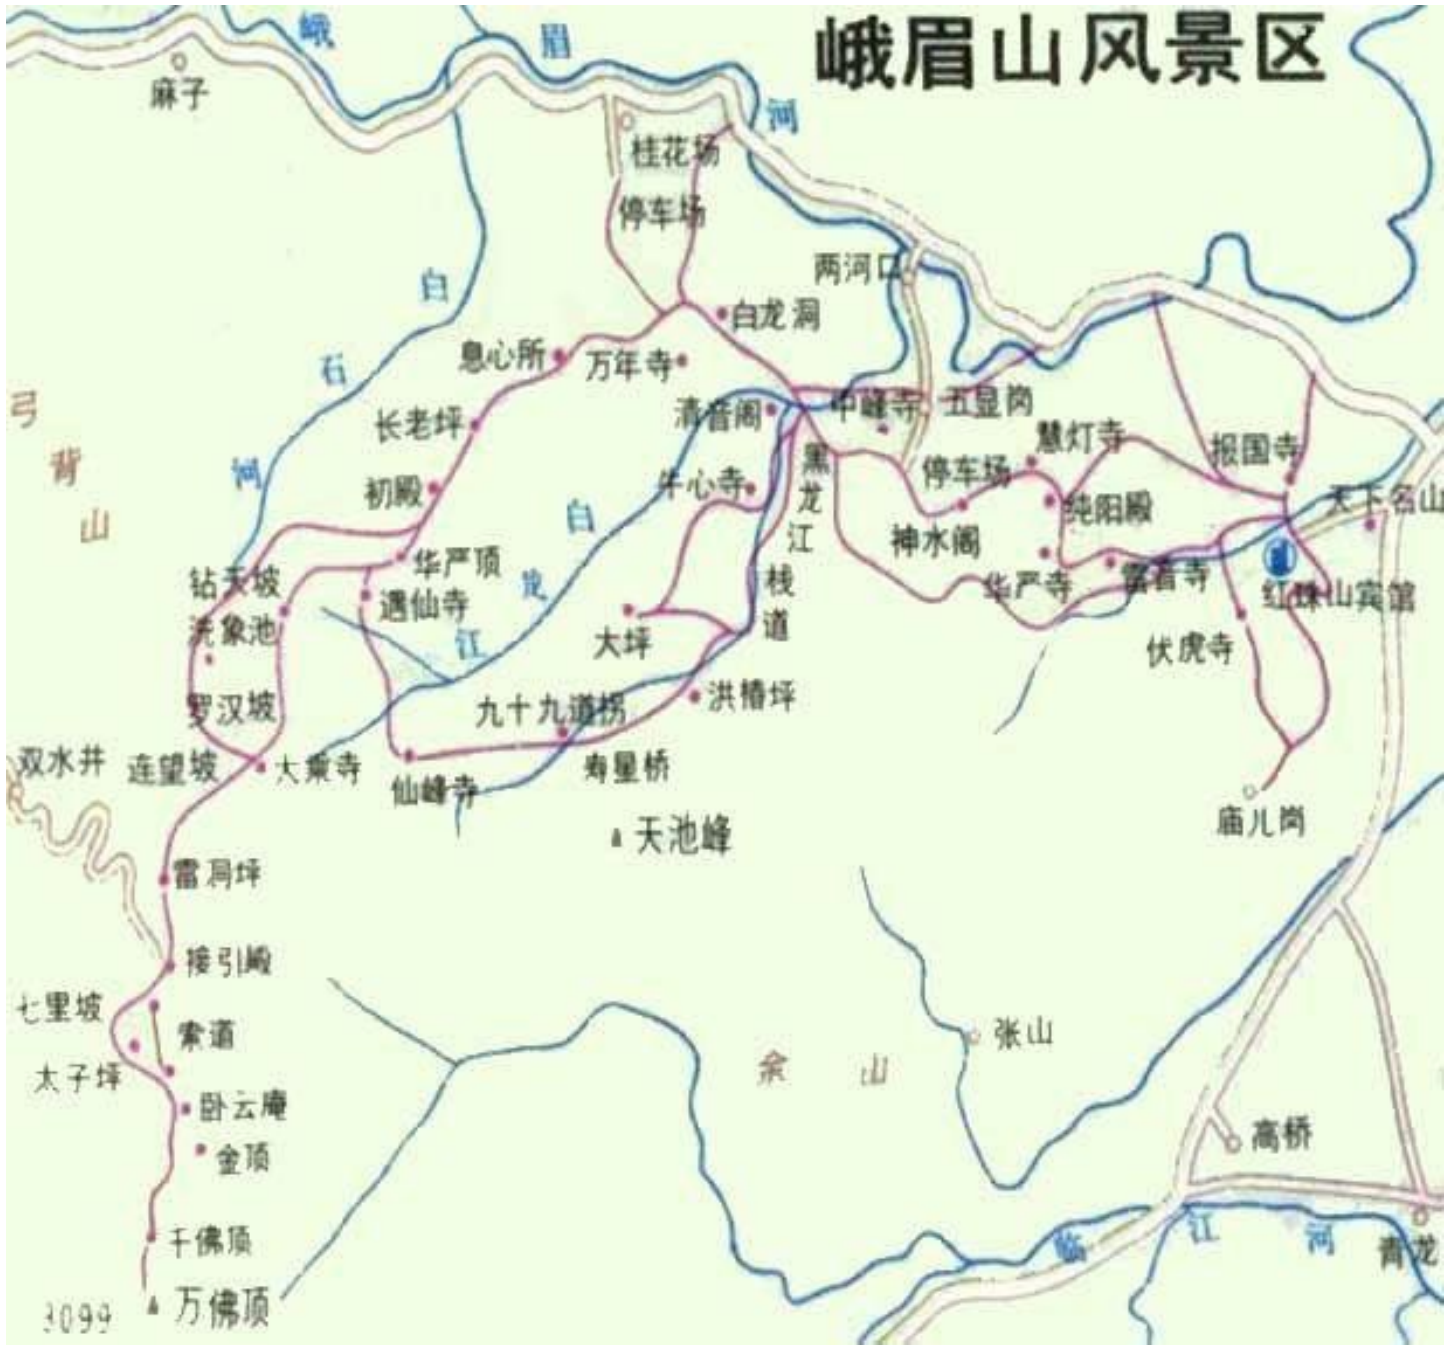 峨眉山风景区
峨眉河
麻子
桂花场
停车场
两河口
白龙洞
白石河
息心所
万年寺
弓背山
长老坪
清音阁
中峰寺
五显岗
慧灯寺
报国寺
初殿
牛心寺
黑龙江栈道
停车场
纯阳殿
天下名山
白龙江
神水阁
华严顶
钻天坡
遇仙寺
华严寺
雷音寺
红珠山宾馆
洗象池
大坪
伏虎寺
罗汉坡
九十九道拐
洪椿坪
双水井
连望坡
大乘寺
仙峰寺
寿星桥
天池峰
庙儿岗
雷洞坪
接引殿
七里坡
索道
太子坪
余山
张山
卧云庵
金顶
高桥
千佛顶
临江河
青龙
3099
万佛顶